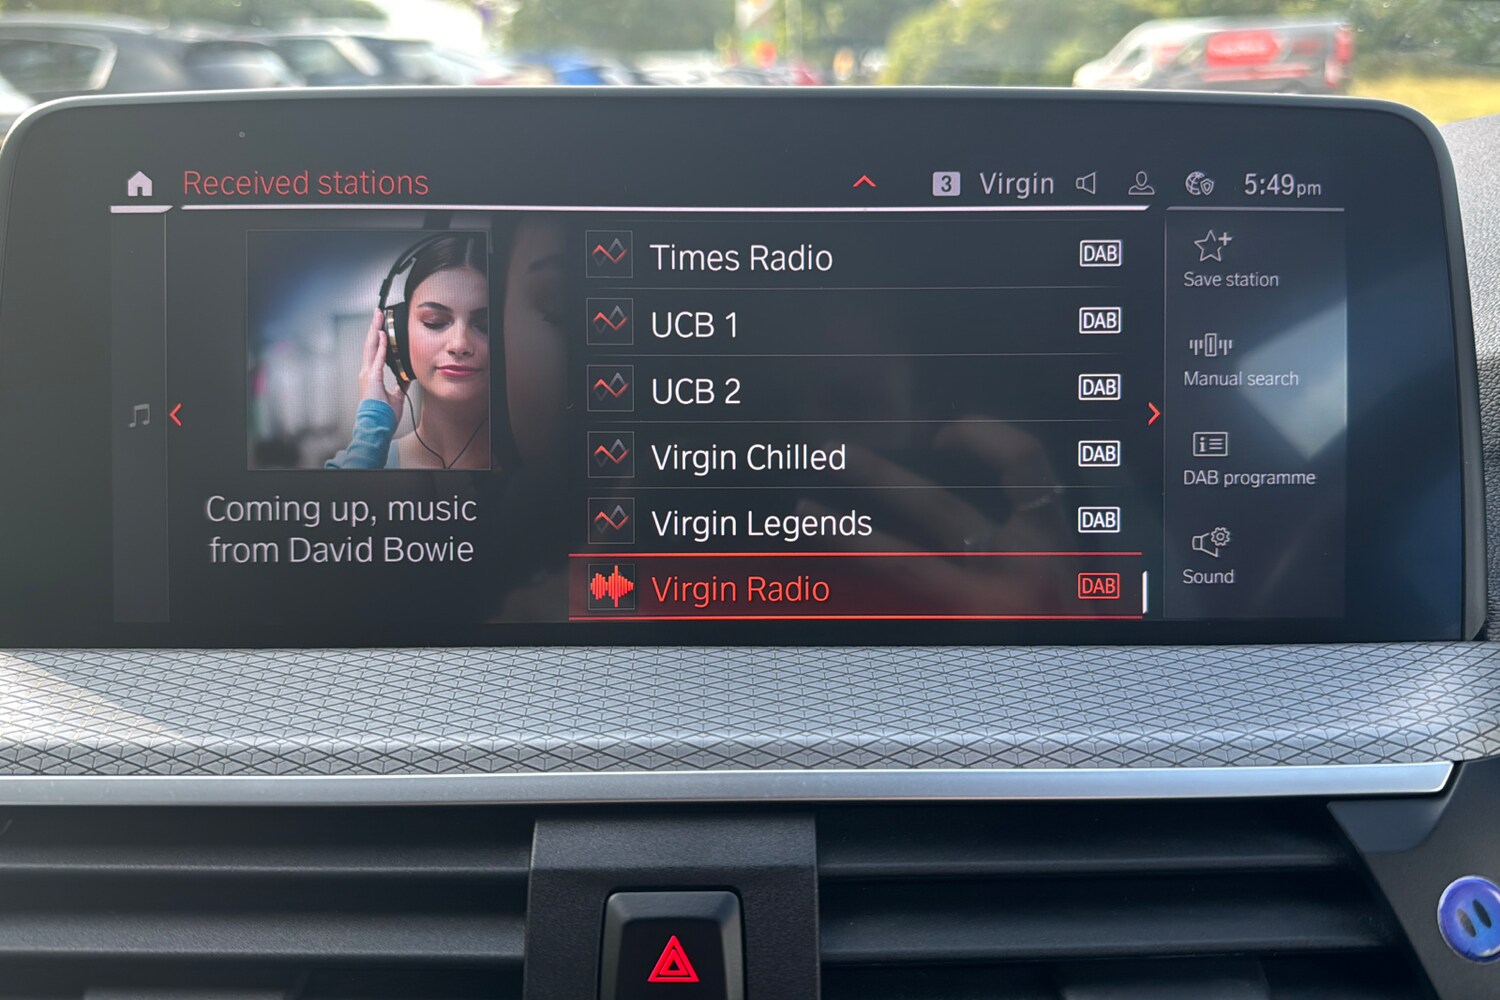 Received stations
3 Virgin
5:49pm
Times Radio DAB
UCB 1 DAB
UCB 2 DAB
Virgin Chilled DAB
Virgin Legends DAB
Virgin Radio DAB
Coming up, music
from David Bowie
Save station
Manual search
DAB programme
Sound